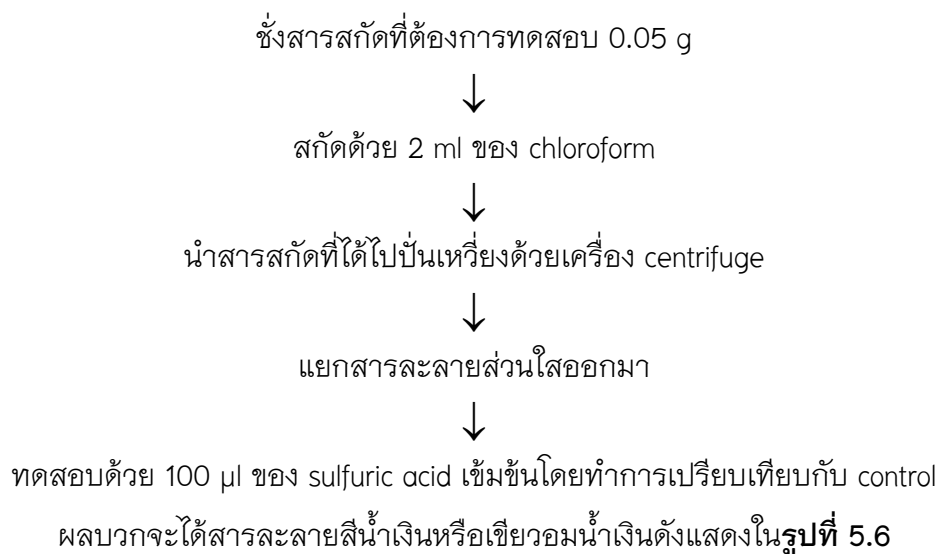 ชั่งสารสกัดที่ต้องการทดสอบ 0.05 g
↓
สกัดด้วย 2 ml ของ chloroform
↓
นำสารสกัดที่ได้ไปปั่นเหวี่ยงด้วยเครื่อง centrifuge
↓
แยกสารละลายส่วนใสออกมา
↓
ทดสอบด้วย 100 µl ของ sulfuric acid เข้มข้นโดยทำการเปรียบเทียบกับ control
ผลบวกจะได้สารละลายสีน้ำเงินหรือเขียวอมน้ำเงินดังแสดงในรูปที่ 5.6